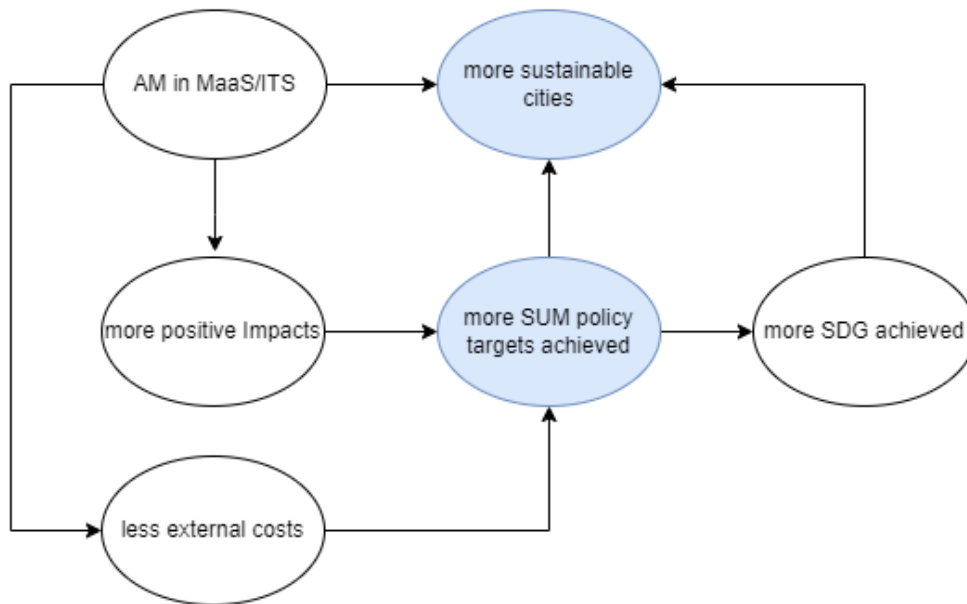 AM in MaaS/ITS
more sustainable
cities
more positive Impacts
more SUM policy
targets achieved
more SDG achieved
less external costs